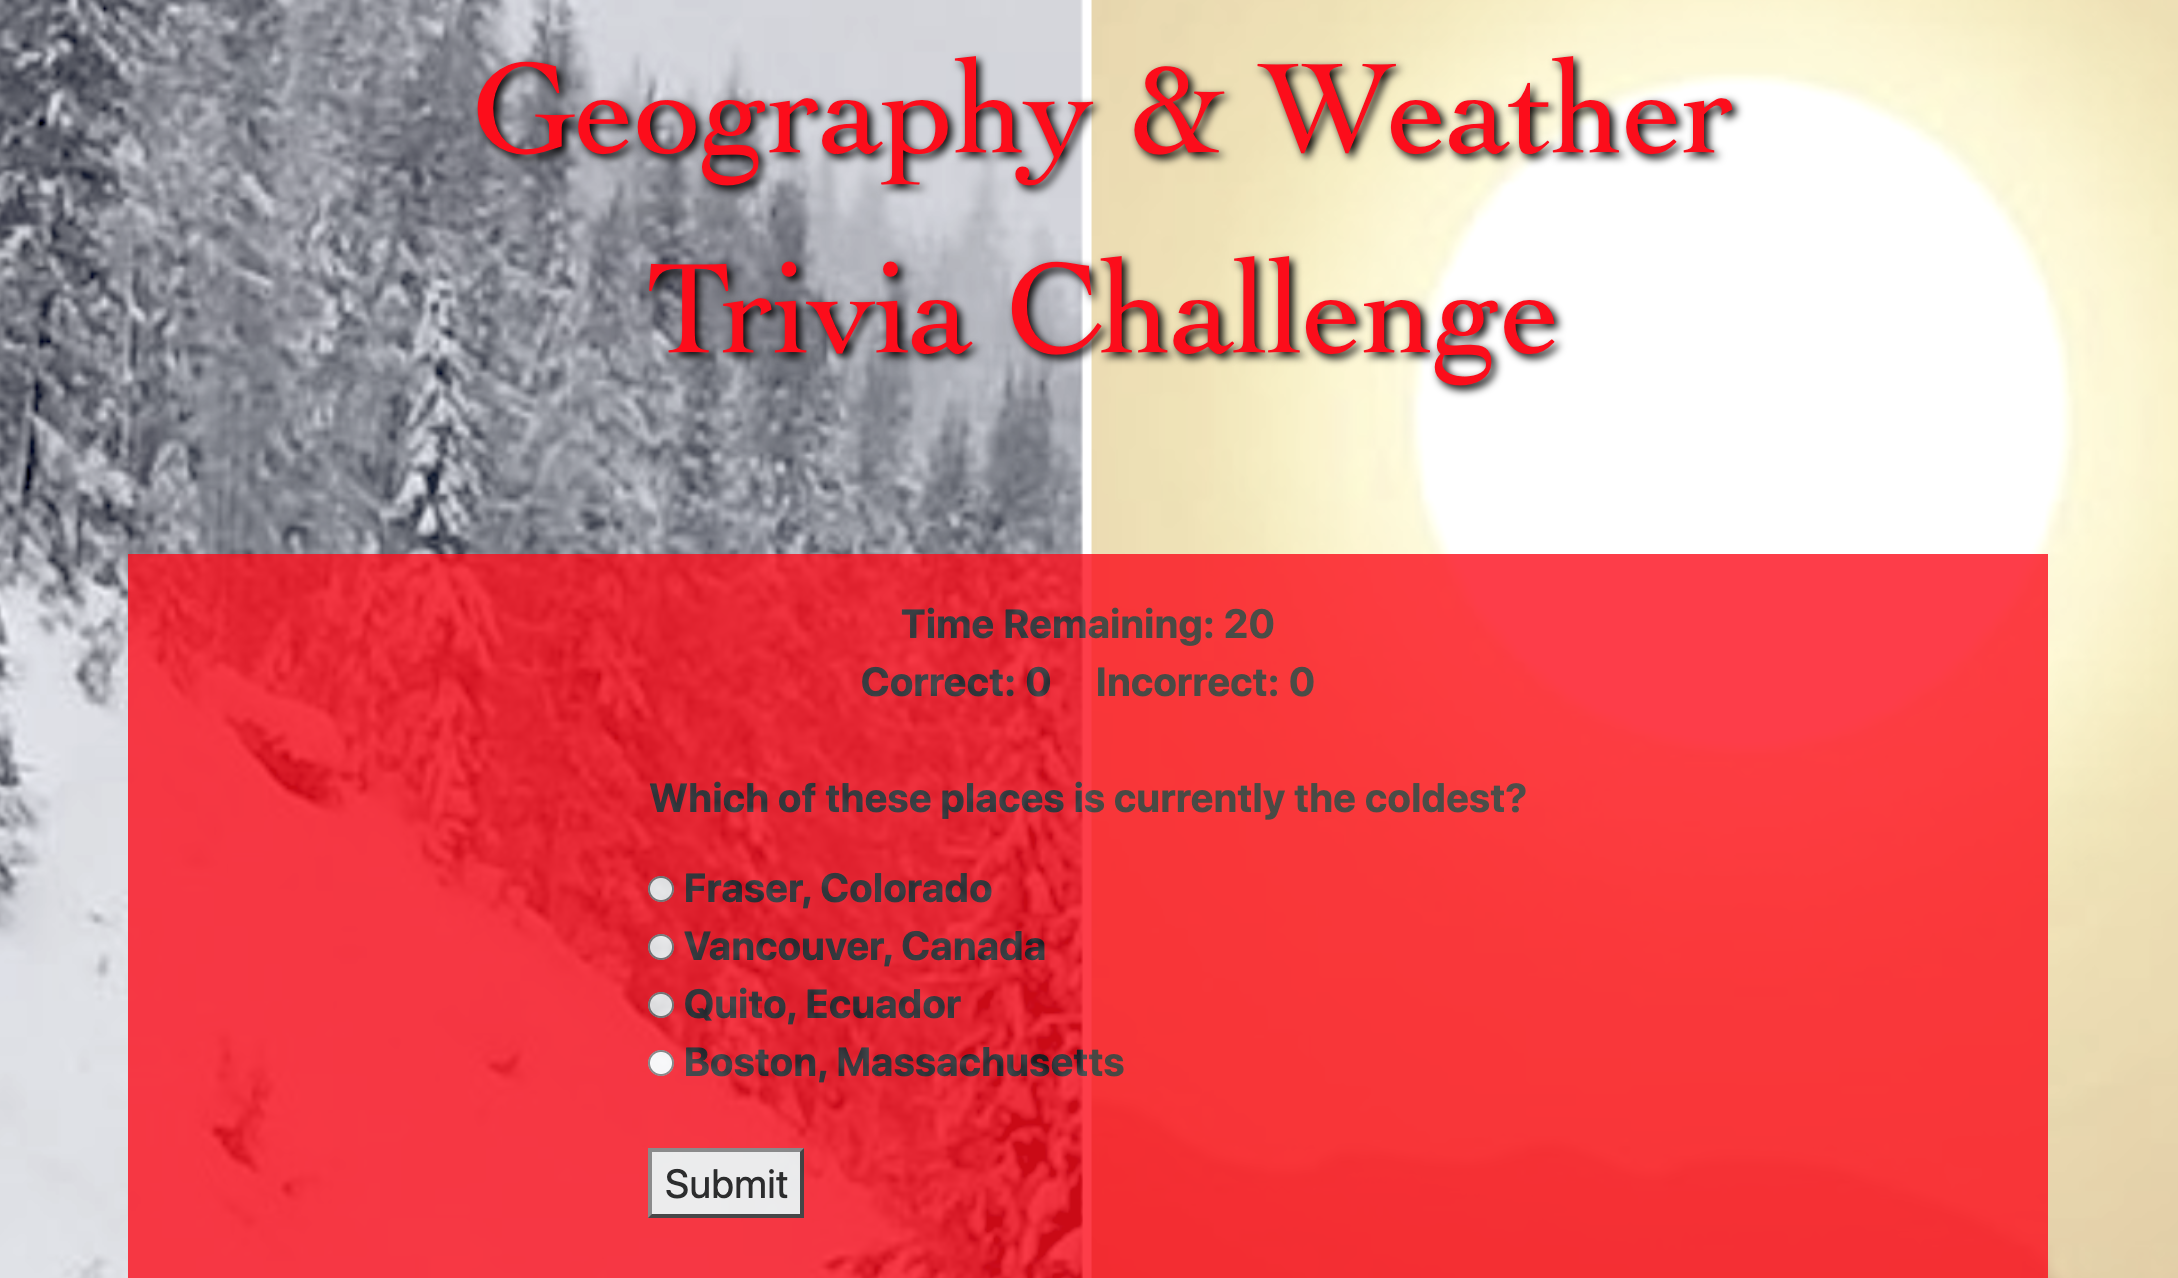 Geography & Weather
Trivia Challenge
Time Remaining: 20
Correct: 0 Incorrect: 0
Which of these places is currently the coldest?
Fraser, Colorado
Vancouver, Canada
Quito, Ecuador
Boston, Massachusetts
Submit